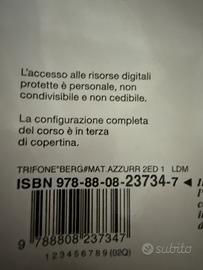 L'accesso alle risorse digitali
protette è personale, non
condivisibile e non cedibile.
La configurazione completa
del corso è in terza
di copertina.
TRIFONE*BERG#MAT.AZZURR 2ED 1 LDM
ISBN 978-88-08-23734-7
9 788808 237347
123456789 (02Q)
subito